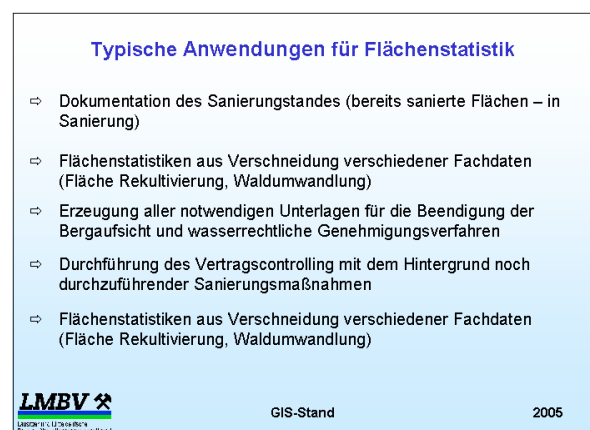 Typische Anwendungen für Flächenstatistik
⇨ Dokumentation des Sanierungstandes (bereits sanierte Flächen – in
Sanierung)
⇨ Flächenstatistiken aus Verschneidung verschiedener Fachdaten
(Fläche Rekultivierung, Waldumwandlung)
⇨ Erzeugung aller notwendigen Unterlagen für die Beendigung der
Bergaufsicht und wasserrechtliche Genehmigungsverfahren
⇨ Durchführung des Vertragscontrolling mit dem Hintergrund noch
durchzuführender Sanierungsmaßnahmen
⇨ Flächenstatistiken aus Verschneidung verschiedener Fachdaten
(Fläche Rekultivierung, Waldumwandlung)
LMBV
GIS-Stand
2005